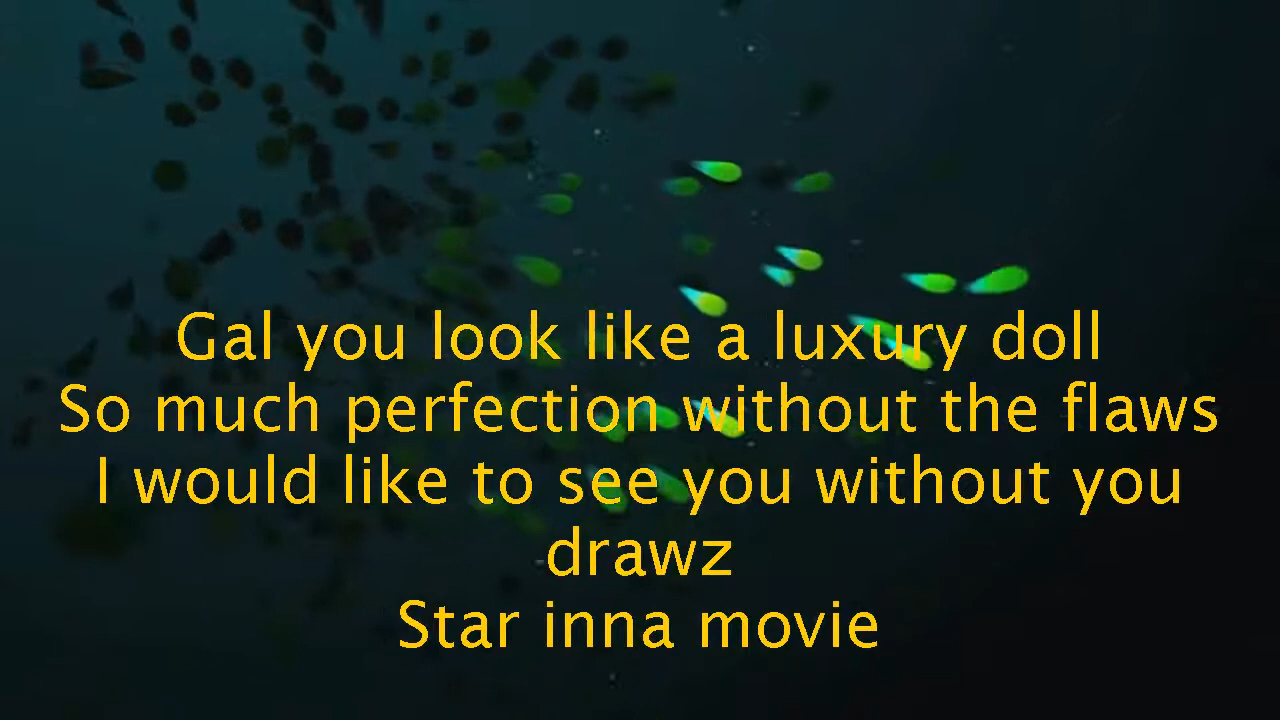 Gal you look like a luxury doll
So much perfection without the flaws
I would like to see you without you
drawz
Star inna movie